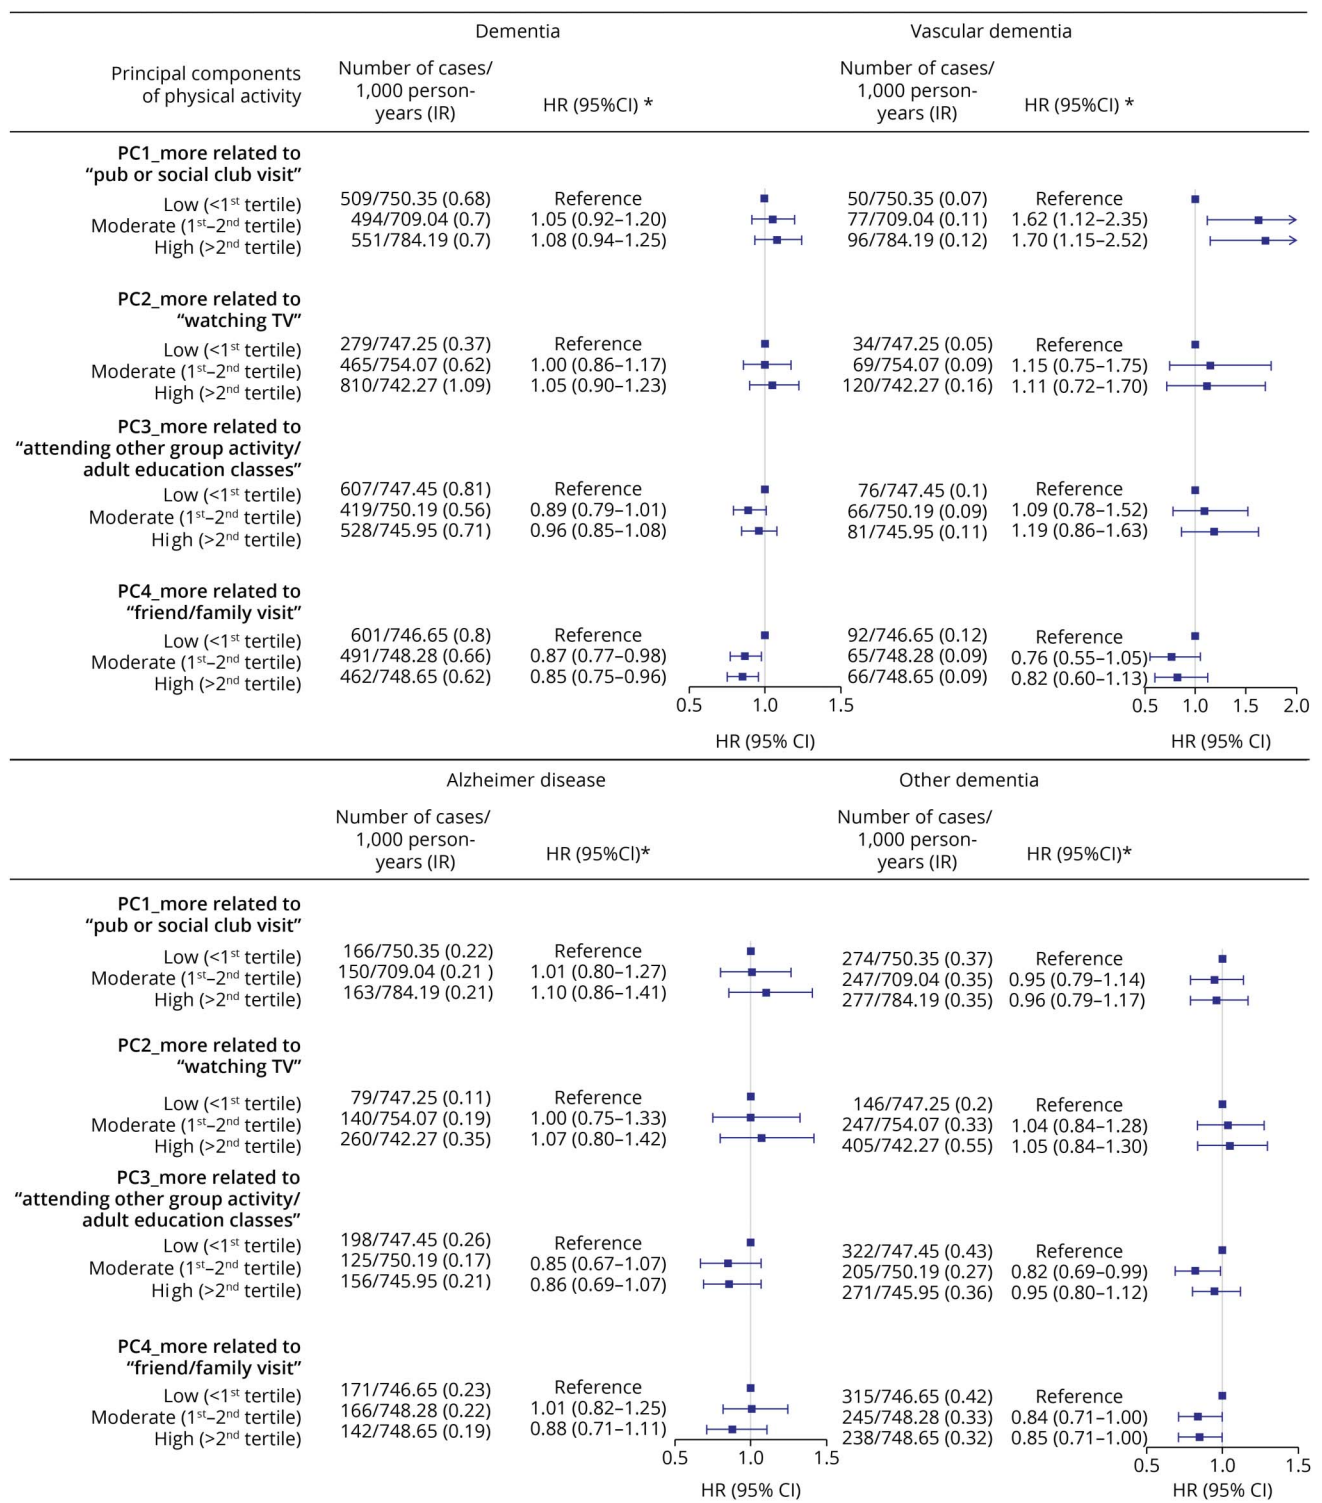 Dementia Vascular dementia
Principal components of physical activity
Number of cases/ 1,000 person-years (IR)
HR (95%CI) *
Number of cases/ 1,000 person-years (IR)
HR (95%CI) *
PC1_more related to
“pub or social club visit”
Low (<1st tertile) 509/750.35 (0.68) Reference 50/750.35 (0.07) Reference
Moderate (1st–2nd tertile) 494/709.04 (0.7) 1.05 (0.92–1.20) 77/709.04 (0.11) 1.62 (1.12–2.35)
High (>2nd tertile) 551/784.19 (0.7) 1.08 (0.94–1.25) 96/784.19 (0.12) 1.70 (1.15–2.52)
PC2_more related to
“watching TV”
Low (<1st tertile) 279/747.25 (0.37) Reference 34/747.25 (0.05) Reference
Moderate (1st–2nd tertile) 465/754.07 (0.62) 1.00 (0.86–1.17) 69/754.07 (0.09) 1.15 (0.75–1.75)
High (>2nd tertile) 810/742.27 (1.09) 1.05 (0.90–1.23) 120/742.27 (0.16) 1.11 (0.72–1.70)
PC3_more related to
“attending other group activity/
adult education classes”
Low (<1st tertile) 607/747.45 (0.81) Reference 76/747.45 (0.1) Reference
Moderate (1st–2nd tertile) 419/750.19 (0.56) 0.89 (0.79–1.01) 66/750.19 (0.09) 1.09 (0.78–1.52)
High (>2nd tertile) 528/745.95 (0.71) 0.96 (0.85–1.08) 81/745.95 (0.11) 1.19 (0.86–1.63)
PC4_more related to
“friend/family visit”
Low (<1st tertile) 601/746.65 (0.8) Reference 92/746.65 (0.12) Reference
Moderate (1st–2nd tertile) 491/748.28 (0.66) 0.87 (0.77–0.98) 65/748.28 (0.09) 0.76 (0.55–1.05)
High (>2nd tertile) 462/748.65 (0.62) 0.85 (0.75–0.96) 66/748.65 (0.09) 0.82 (0.60–1.13)
0.5 1.0 1.5 0.5 1.0 1.5 2.0
HR (95% CI) HR (95% CI)
Alzheimer disease Other dementia
Number of cases/ 1,000 person-years (IR)
HR (95%CI)*
Number of cases/ 1,000 person-years (IR)
HR (95%CI)*
PC1_more related to
“pub or social club visit”
Low (<1st tertile) 166/750.35 (0.22) Reference 274/750.35 (0.37) Reference
Moderate (1st–2nd tertile) 150/709.04 (0.21 ) 1.01 (0.80–1.27) 247/709.04 (0.35) 0.95 (0.79–1.14)
High (>2nd tertile) 163/784.19 (0.21) 1.10 (0.86–1.41) 277/784.19 (0.35) 0.96 (0.79–1.17)
PC2_more related to
“watching TV”
Low (<1st tertile) 79/747.25 (0.11) Reference 146/747.25 (0.2) Reference
Moderate (1st–2nd tertile) 140/754.07 (0.19) 1.00 (0.75–1.33) 247/754.07 (0.33) 1.04 (0.84–1.28)
High (>2nd tertile) 260/742.27 (0.35) 1.07 (0.80–1.42) 405/742.27 (0.55) 1.05 (0.84–1.30)
PC3_more related to
“attending other group activity/
adult education classes”
Low (<1st tertile) 198/747.45 (0.26) Reference 322/747.45 (0.43) Reference
Moderate (1st–2nd tertile) 125/750.19 (0.17) 0.85 (0.67–1.07) 205/750.19 (0.27) 0.82 (0.69–0.99)
High (>2nd tertile) 156/745.95 (0.21) 0.86 (0.69–1.07) 271/745.95 (0.36) 0.95 (0.80–1.12)
PC4_more related to
“friend/family visit”
Low (<1st tertile) 171/746.65 (0.23) Reference 315/746.65 (0.42) Reference
Moderate (1st–2nd tertile) 166/748.28 (0.22) 1.01 (0.82–1.25) 245/748.28 (0.33) 0.84 (0.71–1.00)
High (>2nd tertile) 142/748.65 (0.19) 0.88 (0.71–1.11) 238/748.65 (0.32) 0.85 (0.71–1.00)
0.5 1.0 1.5 0.5 1.0 1.5
HR (95% CI) HR (95% CI)